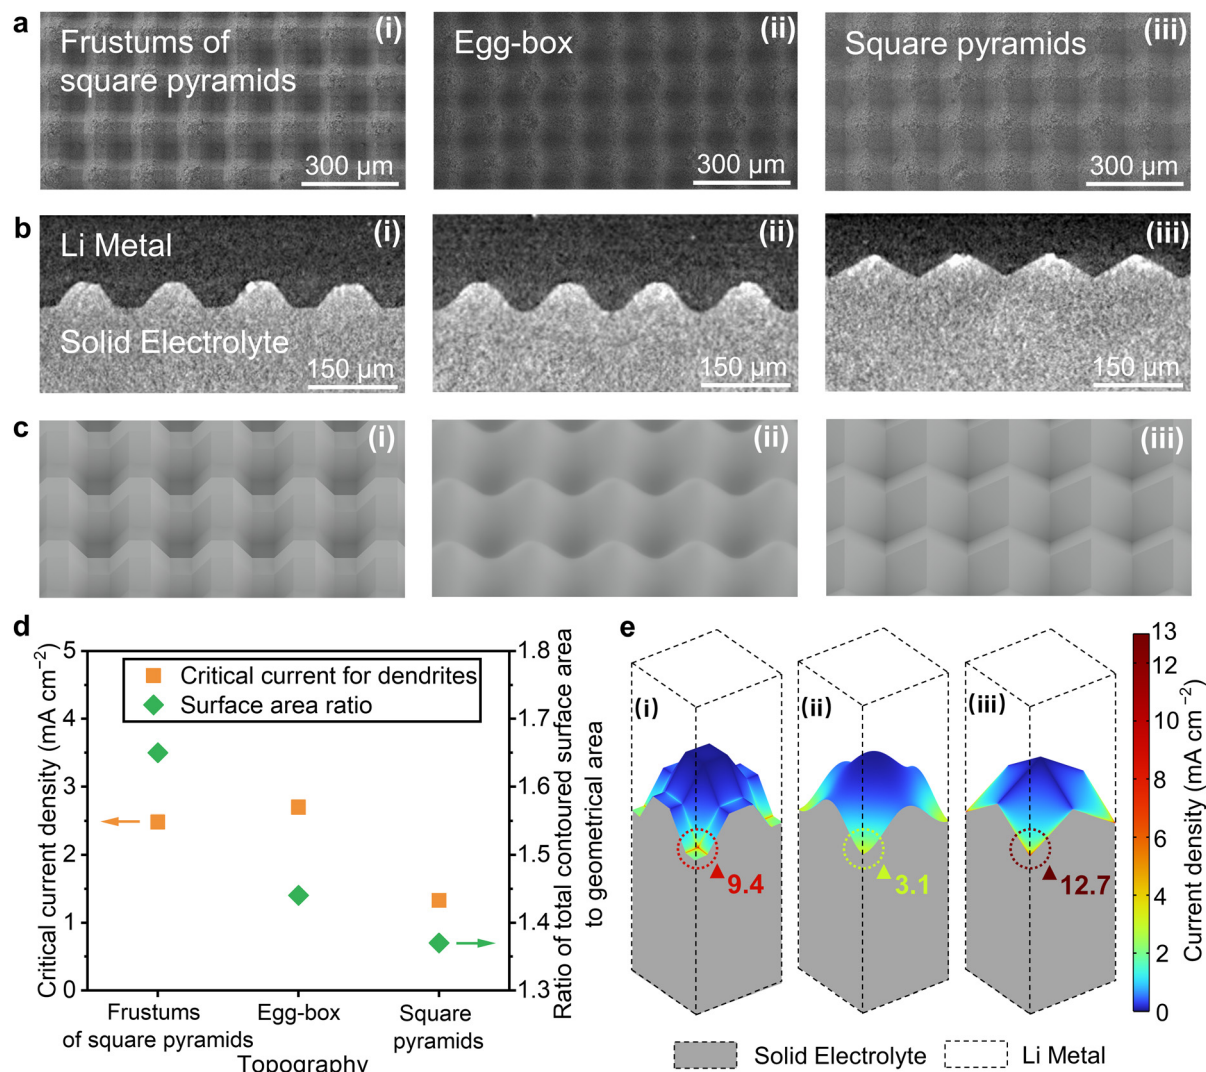 a
Frustums of
square pyramids
(i)
300 µm
Egg-box
(ii)
300 µm
Square pyramids
(iii)
300 µm
b
Li Metal
(i)
Solid Electrolyte
150 µm
(ii)
150 µm
(iii)
150 µm
c
(i)
(ii)
(iii)
d
Critical current density (mA cm⁻²)
5
4
3
2
1
0
Critical current for dendrites
Surface area ratio
1.8
1.7
1.6
1.5
1.4
1.3
Ratio of total contoured surface area
to geometrical area
Frustums
of square pyramids
Egg-box
Square
pyramids
Topography
e
(i)
9.4
(ii)
3.1
(iii)
12.7
13
12
10
8
6
4
2
0
Current density (mA cm⁻²)
Solid Electrolyte
Li Metal